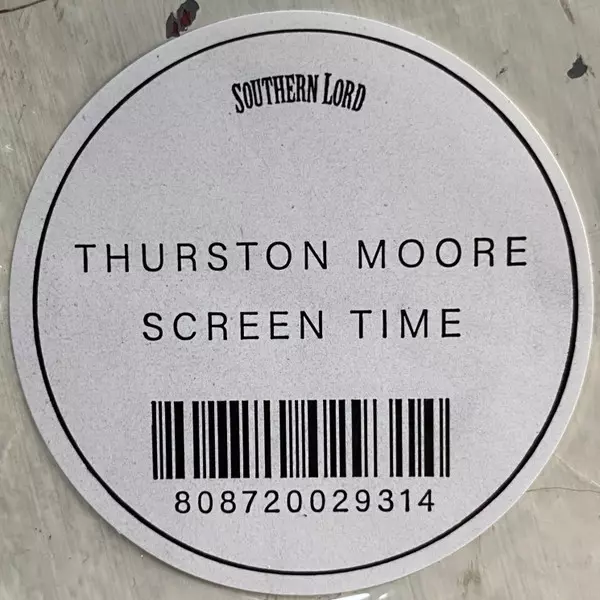 SOUTHERN LORD
THURSTON MOORE
SCREEN TIME
808720029314